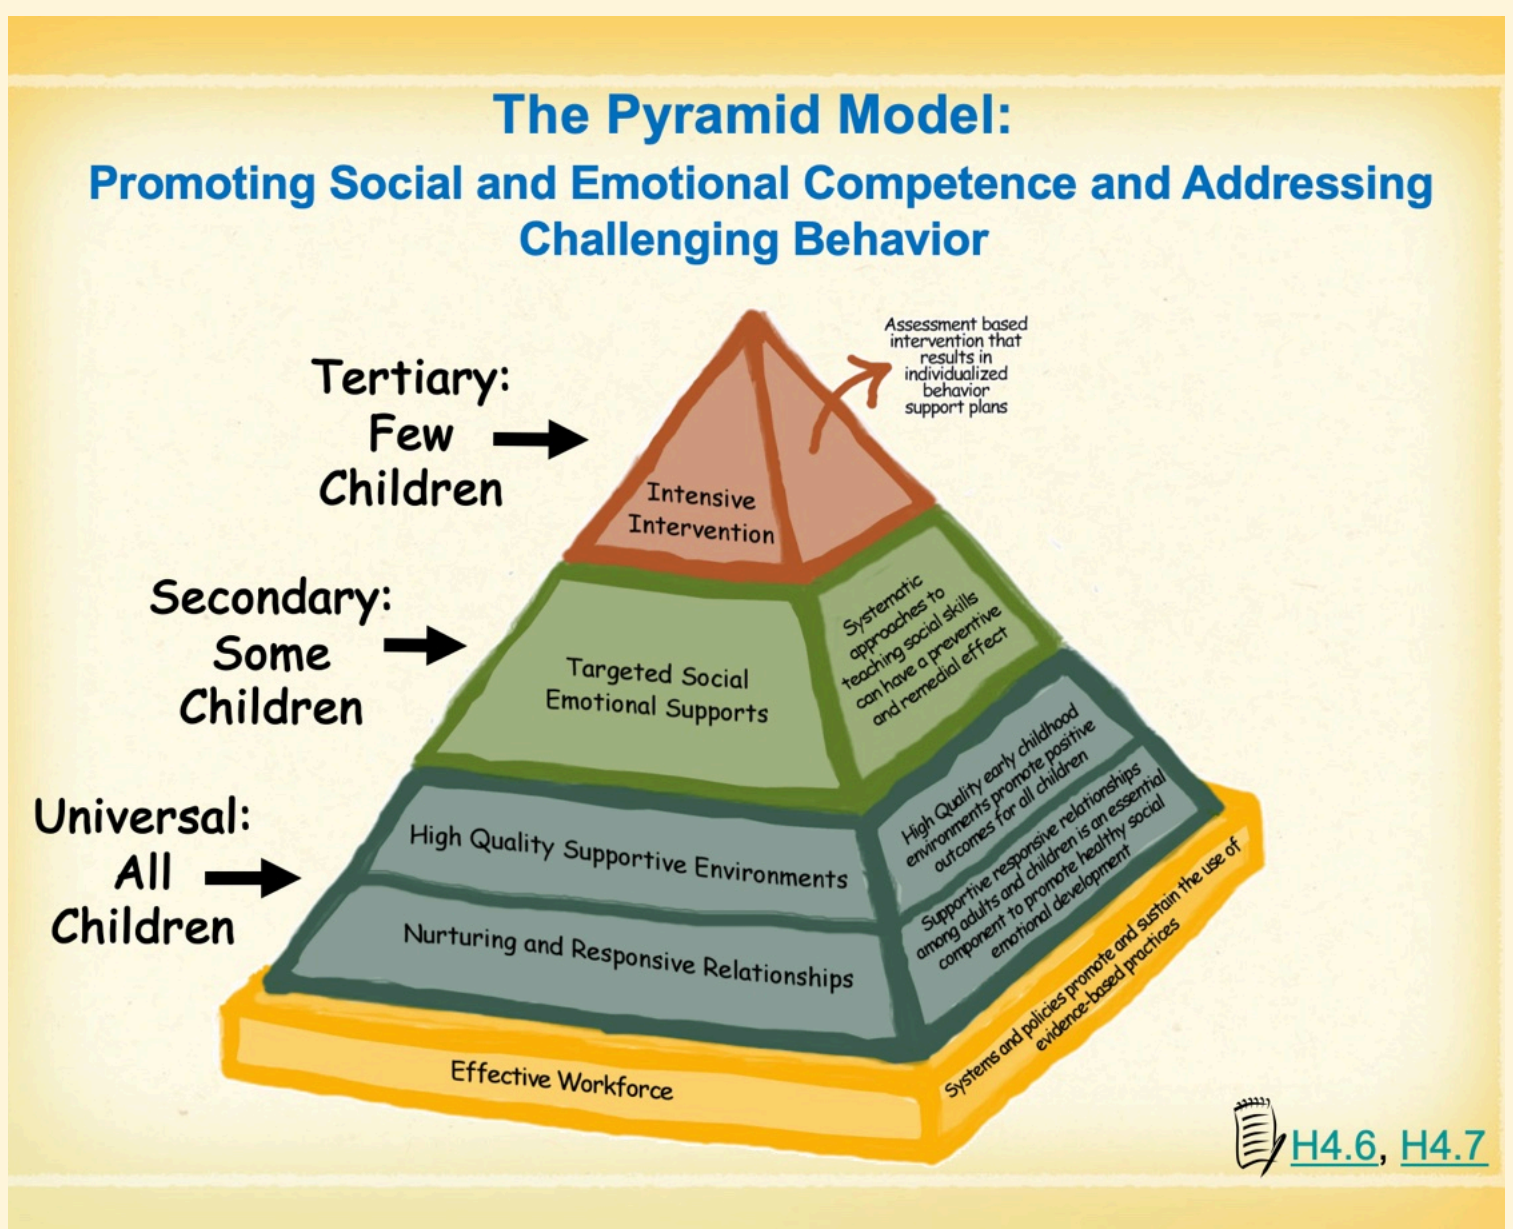 The Pyramid Model:
Promoting Social and Emotional Competence and Addressing
Challenging Behavior
Assessment based
intervention that
results in
individualized
behavior
support plans
Tertiary:
Few
Children
Intensive
Intervention
Secondary:
Some
Children
Targeted Social
Emotional Supports
Systematic
approaches to
teaching social skills
can have a preventive
and remedial effect
Universal:
All
Children
High Quality Supportive Environments
High Quality early childhood
environments promote positive
outcomes for all children
Nurturing and Responsive Relationships
Supportive responsive relationships
among adults and children is an essential
component to promote healthy social
emotional development
Effective Workforce
Systems and policies promote and sustain the use of
evidence-based practices
H4.6, H4.7